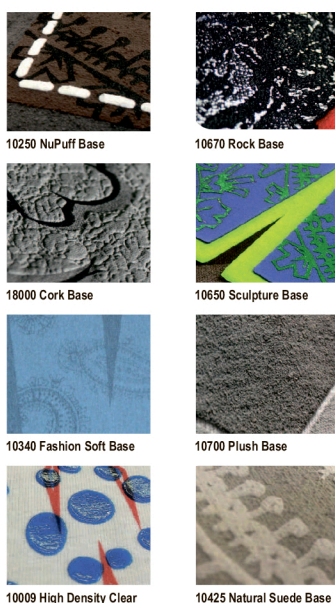 10250 NuPuff Base
10670 Rock Base
18000 Cork Base
10650 Sculpture Base
10340 Fashion Soft Base
10700 Plush Base
10009 High Density Clear
10425 Natural Suede Base